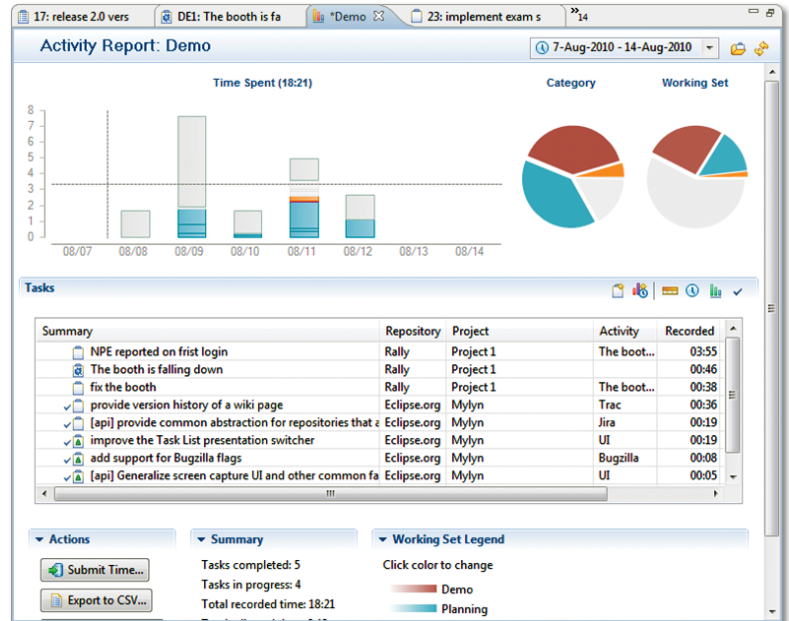 17: release 2.0 vers
DE1: The booth is fa
*Demo
23: implement exam s
»14
Activity Report: Demo
7-Aug-2010 - 14-Aug-2010
Time Spent (18:21)
Category
Working Set
8
7
6
5
4
3
2
1
0
08/07 08/08 08/09 08/10 08/11 08/12 08/13 08/14
Tasks
Summary Repository Project Activity Recorded
NPE reported on frist login Rally Project 1 The boot... 03:55
The booth is falling down Rally Project 1 00:46
fix the booth Rally Project 1 The boot... 00:38
provide version history of a wiki page Eclipse.org Mylyn Trac 00:36
[api] provide common abstraction for repositories that a Eclipse.org Mylyn Jira 00:19
improve the Task List presentation switcher Eclipse.org Mylyn UI 00:19
add support for Bugzilla flags Eclipse.org Mylyn Bugzilla 00:08
[api] Generalize screen capture UI and other common fa Eclipse.org Mylyn UI 00:05
Actions
Submit Time...
Export to CSV...
Summary
Tasks completed: 5
Tasks in progress: 4
Total recorded time: 18:21
Working Set Legend
Click color to change
Demo
Planning